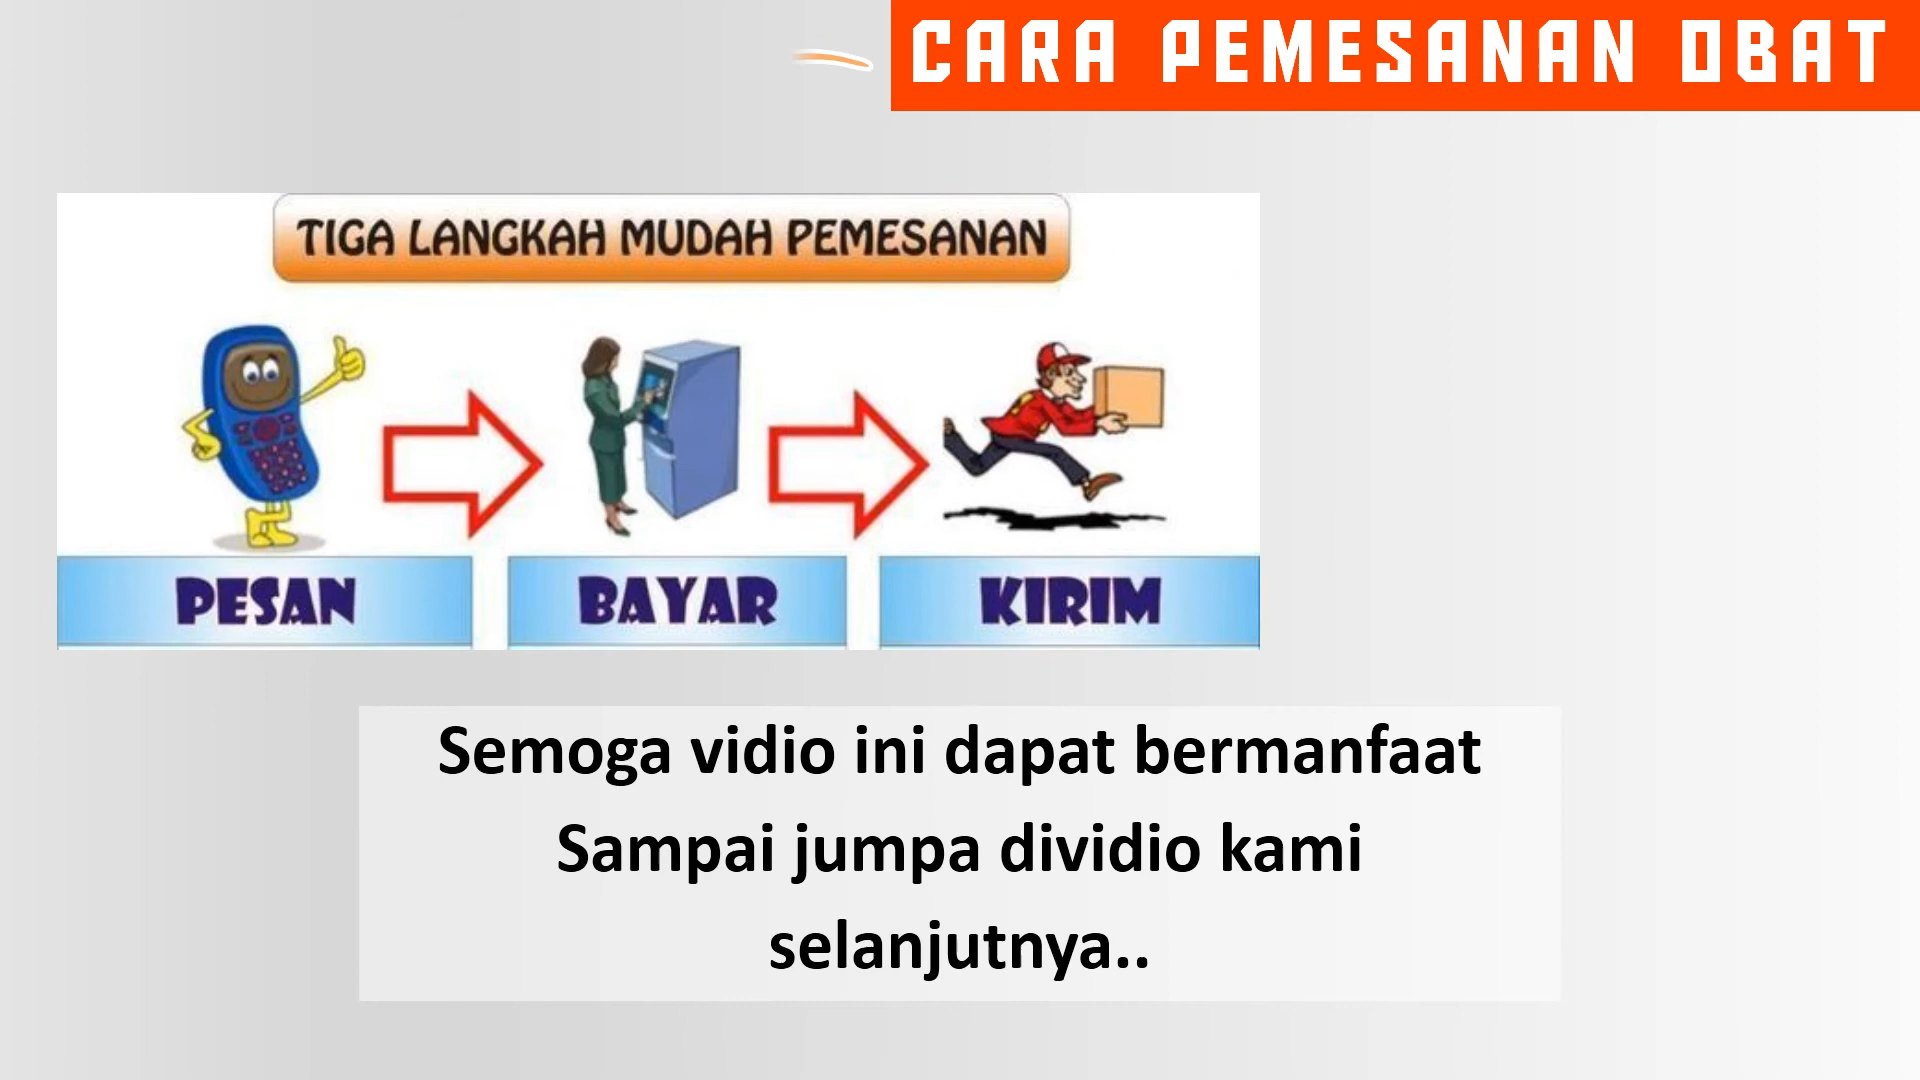 CARA PEMESANAN OBAT
TIGA LANGKAH MUDAH PEMESANAN
PESAN
BAYAR
KIRIM
Semoga vidio ini dapat bermanfaat
Sampai jumpa dividio kami
selanjutnya..